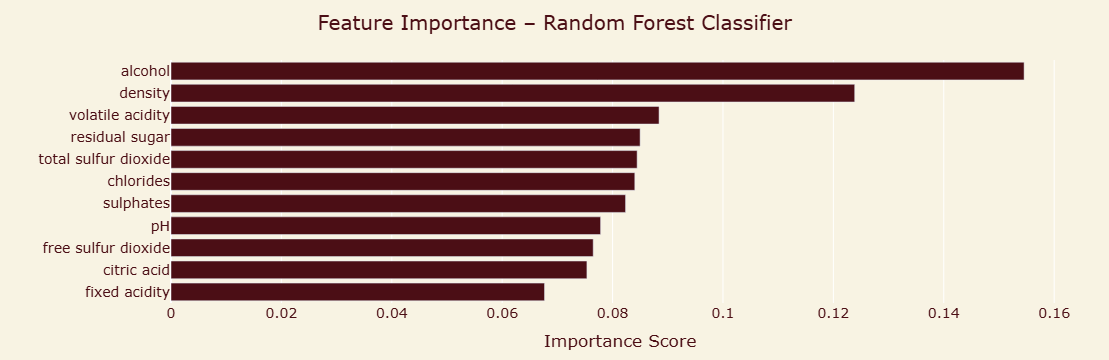 Feature Importance – Random Forest Classifier
alcohol
density
volatile acidity
residual sugar
total sulfur dioxide
chlorides
sulphates
pH
free sulfur dioxide
citric acid
fixed acidity
0 0.02 0.04 0.06 0.08 0.1 0.12 0.14 0.16
Importance Score